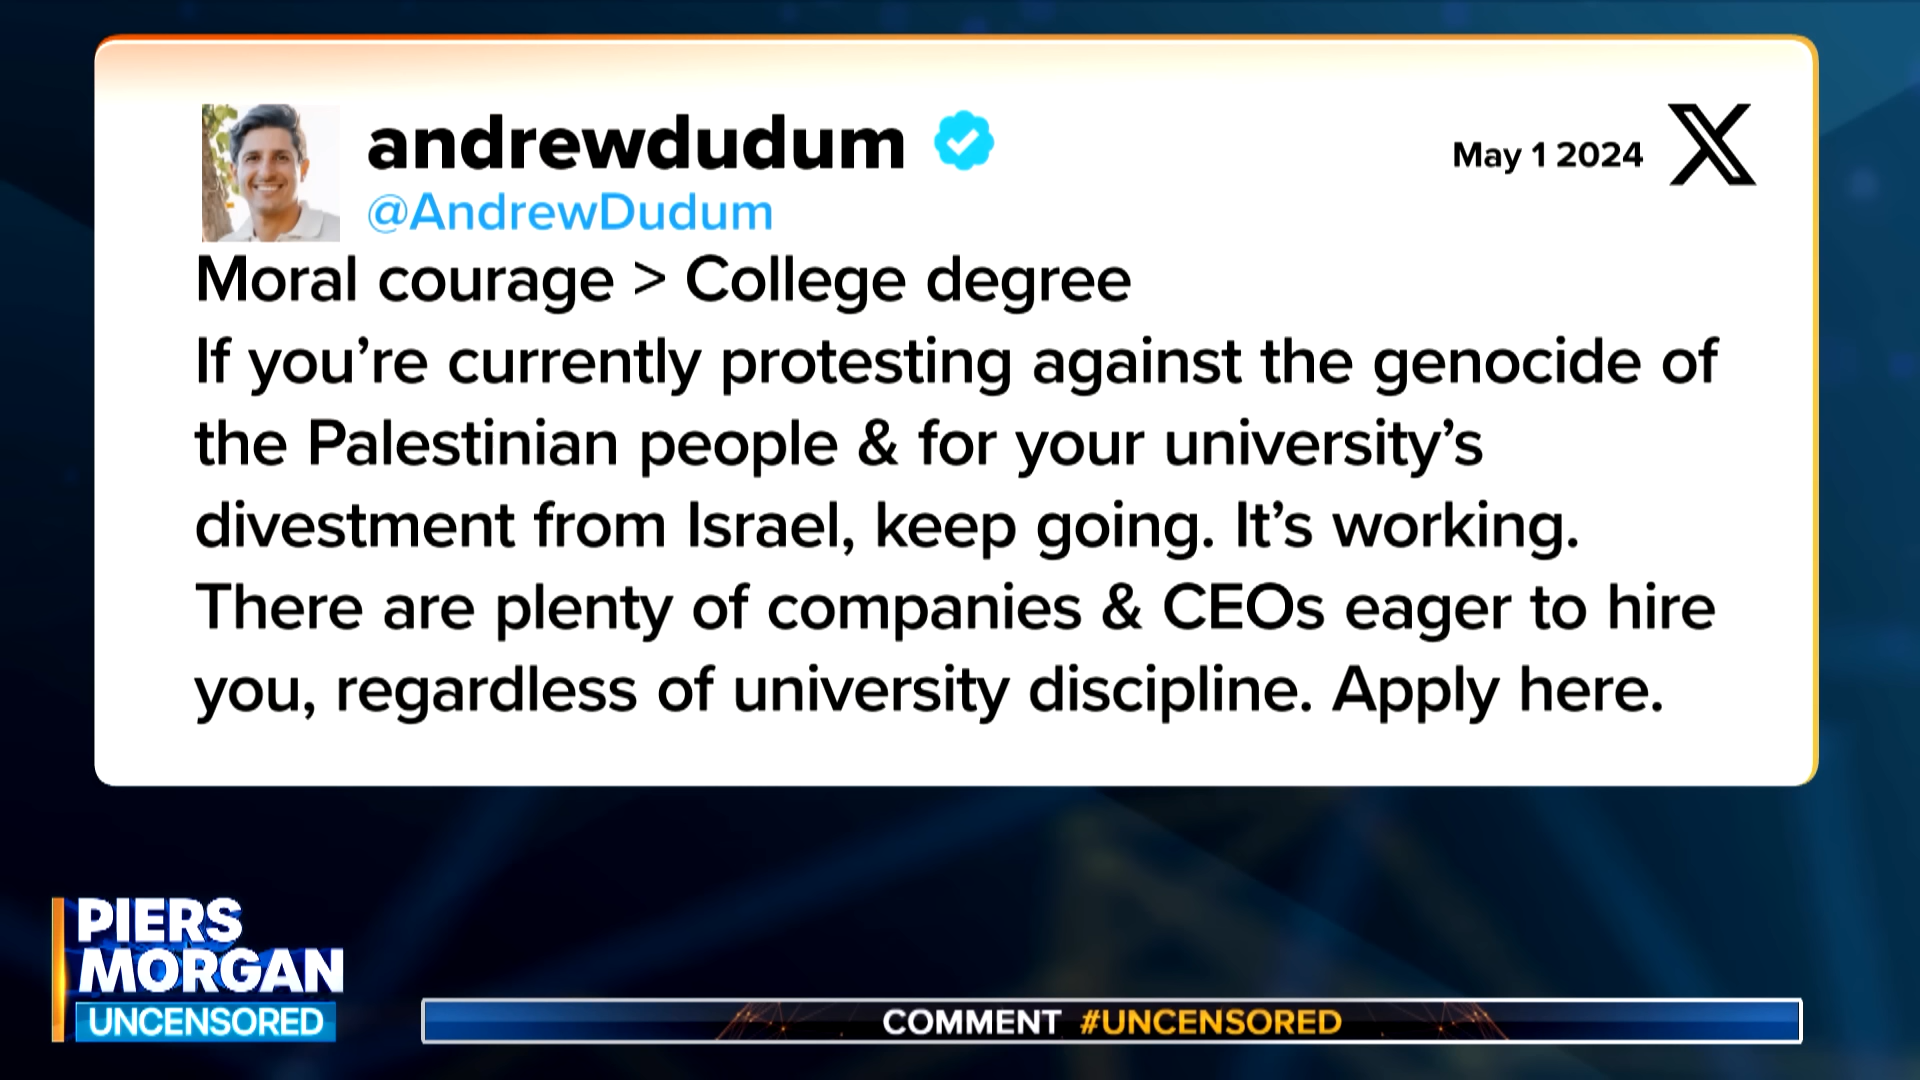 andrewdudum
@AndrewDudum
May 1 2024
Moral courage > College degree
If you’re currently protesting against the genocide of
the Palestinian people & for your university’s
divestment from Israel, keep going. It’s working.
There are plenty of companies & CEOs eager to hire
you, regardless of university discipline. Apply here.
PIERS
MORGAN
UNCENSORED
COMMENT #UNCENSORED